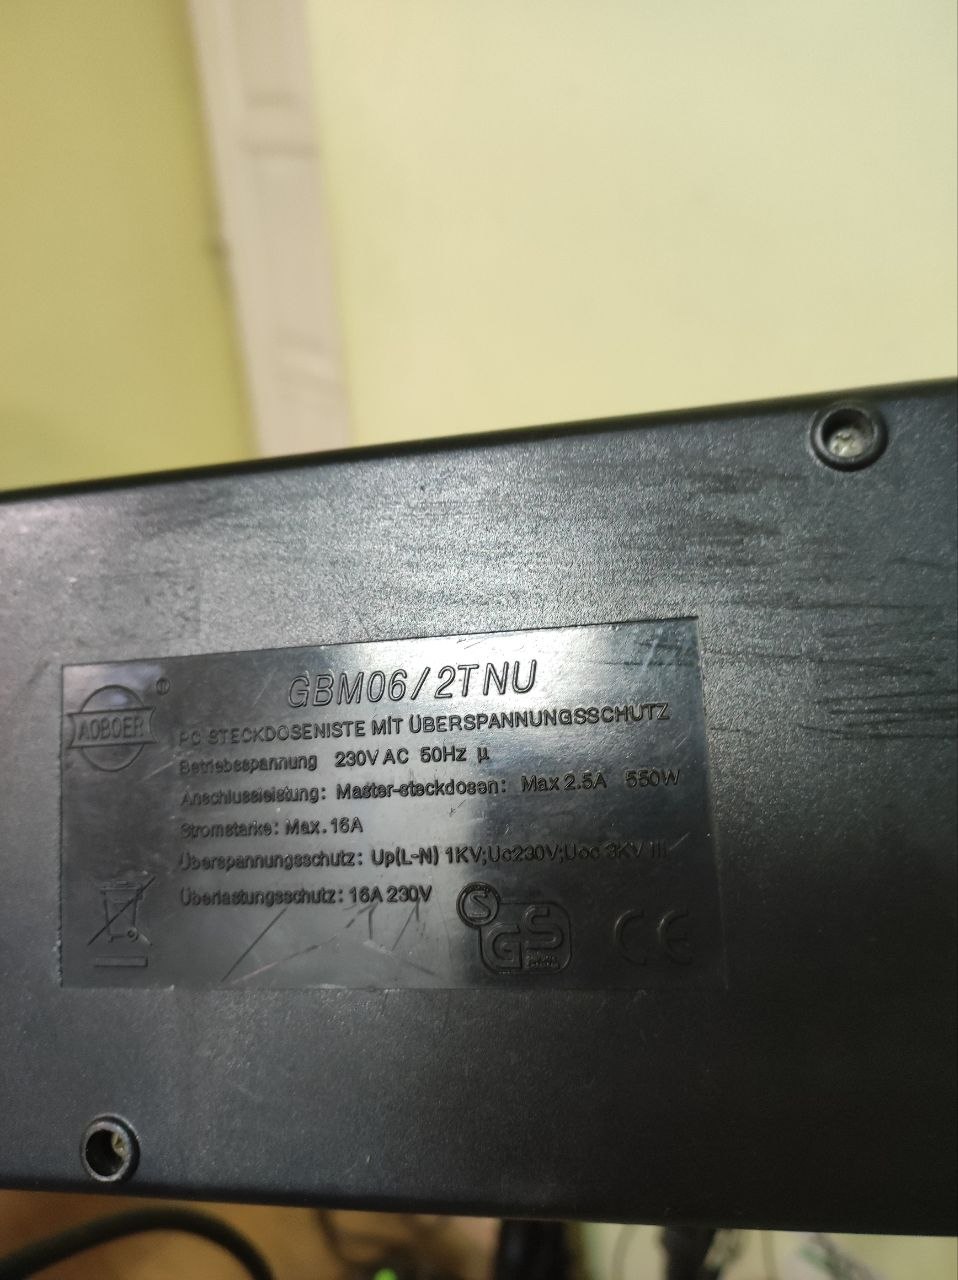 AOBOER ®
GBM06/2TNU
PC STECKDOSENISTE MIT ÜBERSPANNUNGSSCHUTZ
Betriebsspannung 230V AC 50Hz µ
Anschlussleistung: Master-steckdosen: Max 2.5A 550W
Stromstarke: Max. 16A
Überspannungsschutz: Up(L-N) 1KV;Uc230V;Uoc 3KV III
Überlastungsschutz: 16A 230V
S GS
CE